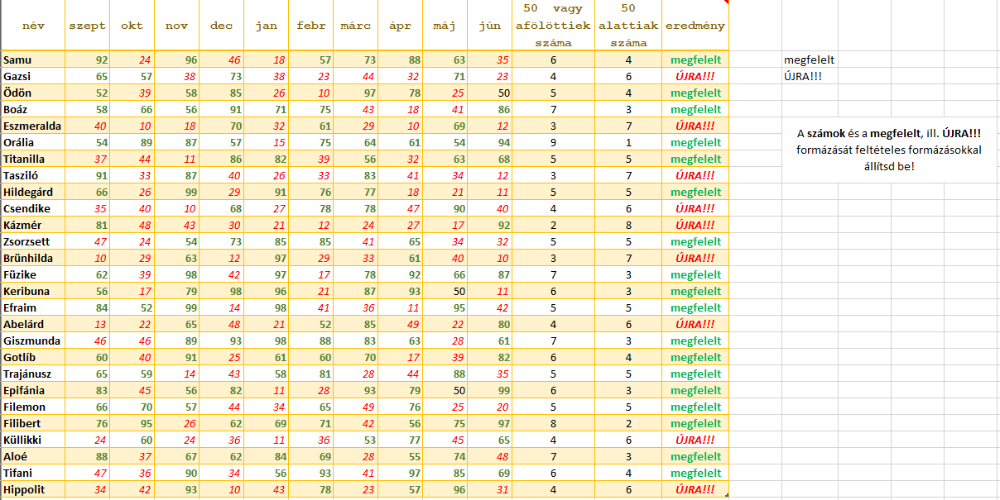 50 vagy 50
név szept okt nov dec jan febr márc ápr máj jún afölöttiek alattiak eredmény
száma száma
Samu 92 24 96 46 18 57 73 88 63 35 6 4 megfelelt megfelelt
Gazsi 65 57 38 73 38 23 44 32 71 23 4 6 ÚJRA!!! ÚJRA!!!
Ödön 52 39 58 85 26 10 97 78 25 50 5 4 megfelelt
Boáz 58 66 56 91 71 75 43 18 41 86 7 3 megfelelt
Eszmeralda 40 10 18 70 32 61 29 10 69 12 3 7 ÚJRA!!! A számok és a megfelelt, ill. ÚJRA!!!
Orália 54 89 87 57 15 75 64 61 54 94 9 1 megfelelt formázását feltételes formázásokkal
Titanilla 37 44 11 86 82 39 56 32 63 68 5 5 megfelelt állítsd be!
Tasziló 91 33 87 40 26 33 83 41 34 12 3 7 ÚJRA!!!
Hildegárd 66 26 99 29 91 76 77 18 21 11 5 5 megfelelt
Csendike 35 40 10 68 27 78 78 47 90 40 4 6 ÚJRA!!!
Kázmér 81 48 43 30 21 12 24 27 17 92 2 8 ÚJRA!!!
Zsorzsett 47 24 54 73 85 85 41 65 34 32 5 5 megfelelt
Brünhilda 10 29 63 12 97 29 33 61 40 10 3 7 ÚJRA!!!
Füzike 62 39 98 42 97 17 78 92 66 87 7 3 megfelelt
Keribuna 56 17 79 98 96 21 87 93 50 11 6 3 megfelelt
Efraim 84 52 99 14 98 41 36 11 95 42 5 5 megfelelt
Abelárd 13 22 65 48 21 52 85 49 22 80 4 6 ÚJRA!!!
Giszmunda 46 46 89 93 98 88 83 63 28 61 7 3 megfelelt
Gotlíb 60 40 91 25 61 60 70 17 39 82 6 4 megfelelt
Trajánusz 65 59 14 43 58 81 28 44 88 35 5 5 megfelelt
Epifánia 83 45 56 82 11 28 93 79 50 99 6 3 megfelelt
Filemon 66 70 57 44 34 65 49 76 25 20 5 5 megfelelt
Filibert 76 95 26 62 69 71 42 56 75 97 8 2 megfelelt
Küllikki 24 60 24 36 11 36 53 77 45 65 4 6 ÚJRA!!!
Aloé 88 37 67 62 84 69 28 55 74 48 7 3 megfelelt
Tifani 47 36 90 34 56 93 41 97 85 69 6 4 megfelelt
Hippolit 34 42 93 10 43 78 23 57 96 31 4 6 ÚJRA!!!